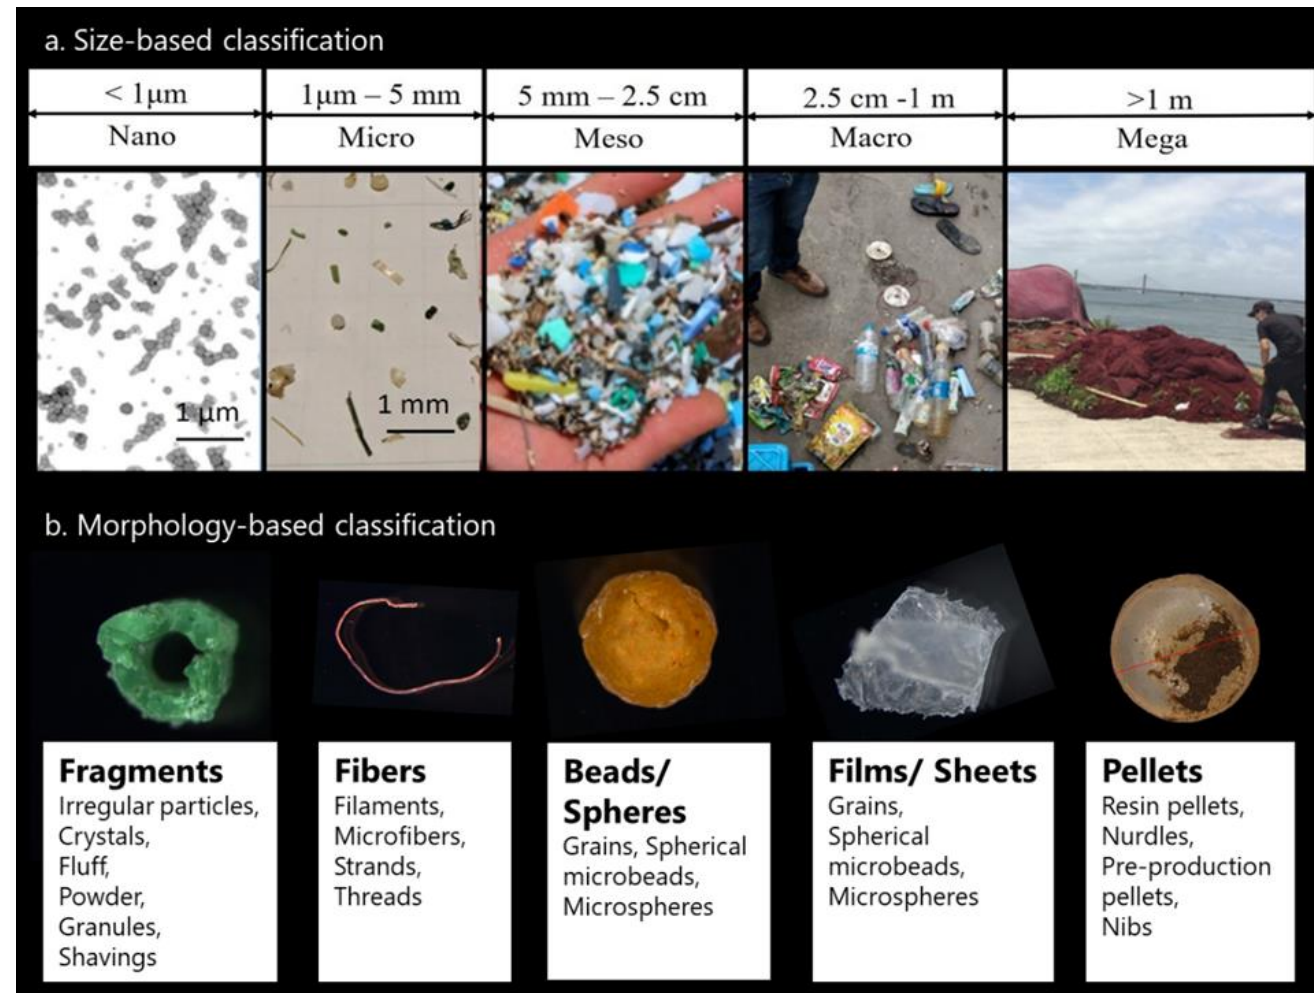 a. Size-based classification
< 1μm
1μm – 5 mm
5 mm – 2.5 cm
2.5 cm -1 m
>1 m
Nano
Micro
Meso
Macro
Mega
1 μm
1 mm
b. Morphology-based classification
Fragments
Irregular particles,
Crystals,
Fluff,
Powder,
Granules,
Shavings
Fibers
Filaments,
Microfibers,
Strands,
Threads
Beads/
Spheres
Grains, Spherical
microbeads,
Microspheres
Films/ Sheets
Grains,
Spherical
microbeads,
Microspheres
Pellets
Resin pellets,
Nurdles,
Pre-production
pellets,
Nibs